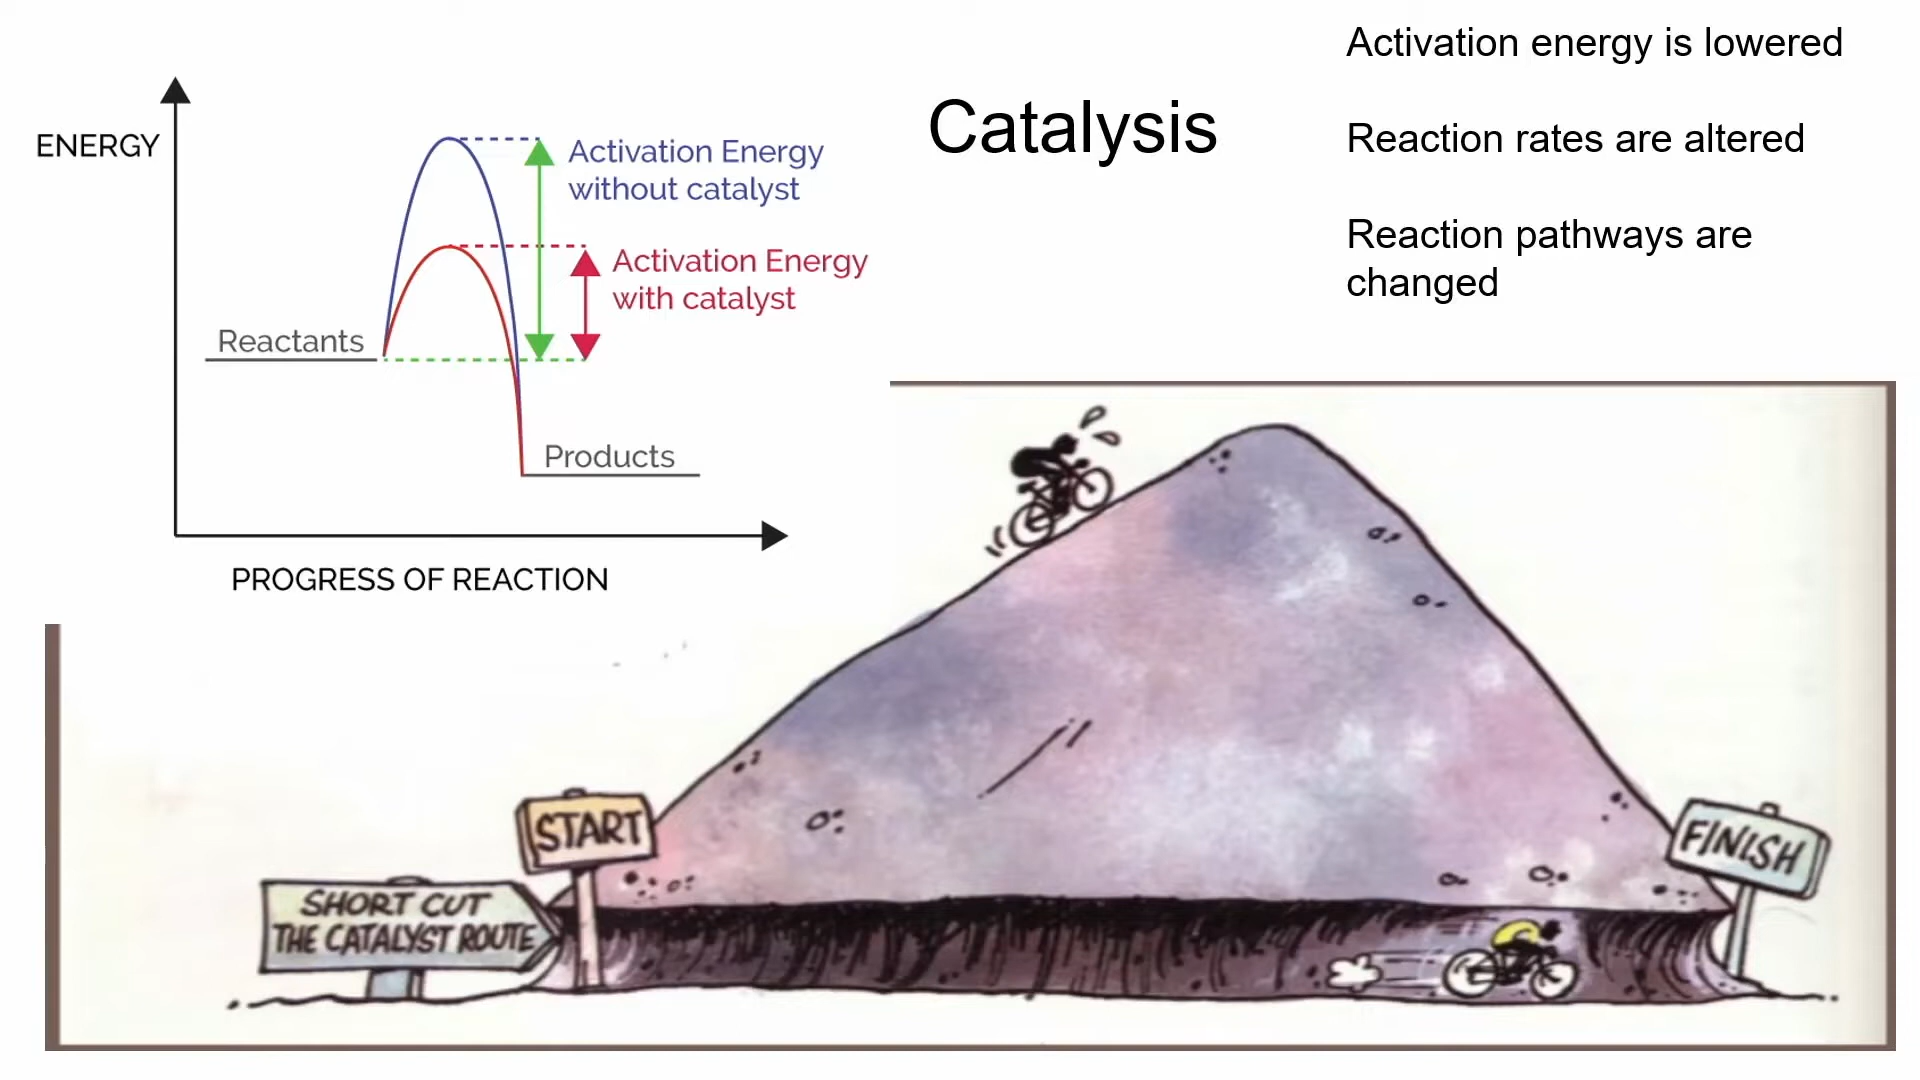 Activation energy is lowered
Catalysis
Reaction rates are altered
Reaction pathways are
changed
ENERGY
Activation Energy
without catalyst
Activation Energy
with catalyst
Reactants
Products
PROGRESS OF REACTION
START
FINISH
SHORT CUT
THE CATALYST ROUTE